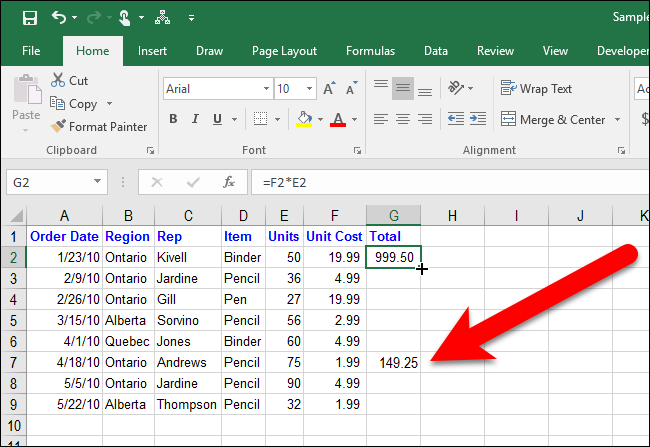 Sample
File Home Insert Draw Page Layout Formulas Data Review View Developer
Cut
Copy
Format Painter
Paste
Clipboard
Arial 10
B I U A
Font
Wrap Text
Merge & Center
Alignment
Ac
$
G2 fx =F2*E2
A B C D E F G H I J K
1 Order Date Region Rep Item Units Unit Cost Total
2 1/23/10 Ontario Kivell Binder 50 19.99 999.50
3 2/9/10 Ontario Jardine Pencil 36 4.99
4 2/26/10 Ontario Gill Pen 27 19.99
5 3/15/10 Alberta Sorvino Pencil 56 2.99
6 4/1/10 Quebec Jones Binder 60 4.99
7 4/18/10 Ontario Andrews Pencil 75 1.99 149.25
8 5/5/10 Ontario Jardine Pencil 90 4.99
9 5/22/10 Alberta Thompson Pencil 32 1.99
10
11